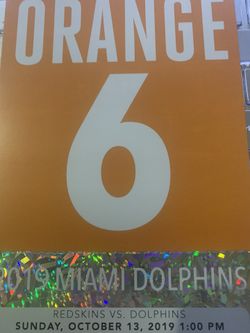 ORANGE
6
2019 MIAMI DOLPHINS
REDSKINS VS. DOLPHINS
SUNDAY, OCTOBER 13, 2019 1:00 PM